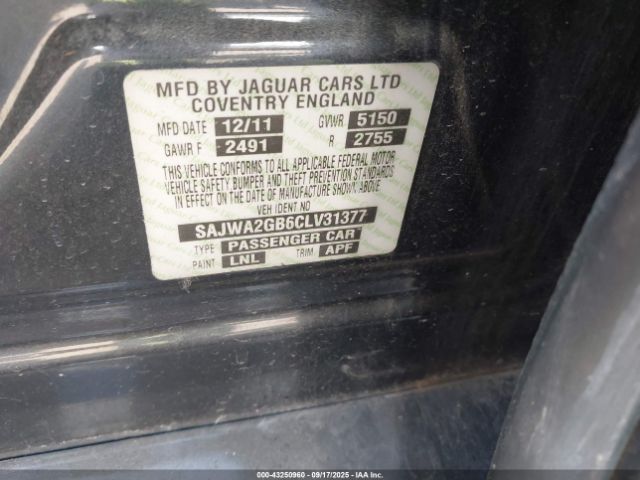 MFD BY JAGUAR CARS LTD
COVENTRY ENGLAND
MFD DATE 12/11 GVWR 5150
GAWR F 2491 R 2755
THIS VEHICLE CONFORMS TO ALL APPLICABLE FEDERAL MOTOR
VEHICLE SAFETY, BUMPER AND THEFT PREVENTION STANDARDS
IN EFFECT ON THE DATE OF MANUFACTURE SHOWN ABOVE
VEH IDENT NO
SAJWA2GB6CLV31377
TYPE PASSENGER CAR
PAINT LNL TRIM APF
00-43250960 - 09/17/2025 - IAA Inc.